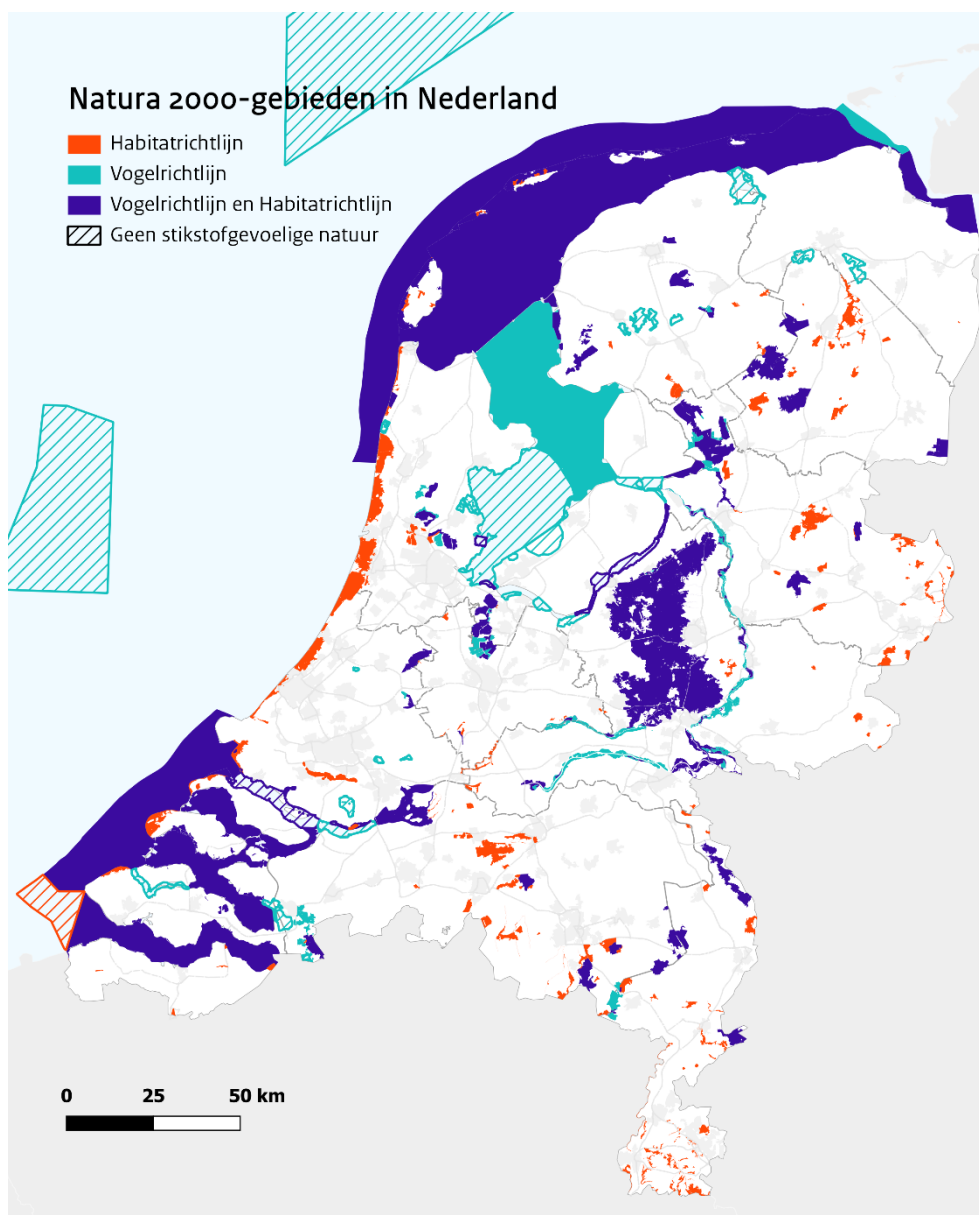 Natura 2000-gebieden in Nederland
Habitatrichtlijn
Vogelrichtlijn
Vogelrichtlijn en Habitatrichtlijn
Geen stikstofgevoelige natuur
0 25 50 km